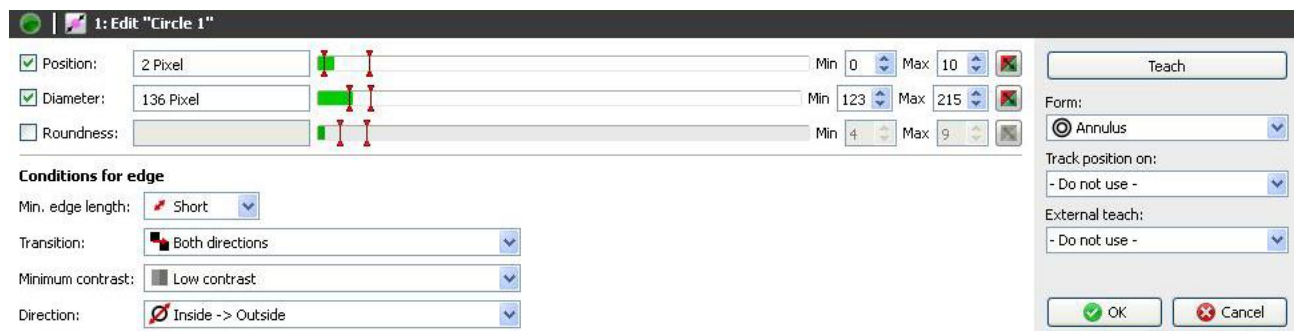 1: Edit "Circle 1"
Position: 2 Pixel Min 0 Max 10
Diameter: 136 Pixel Min 123 Max 215
Roundness: Min 4 Max 9
Conditions for edge
Min. edge length: Short
Transition: Both directions
Minimum contrast: Low contrast
Direction: Inside -> Outside
Teach
Form:
Annulus
Track position on:
- Do not use -
External teach:
- Do not use -
OK Cancel